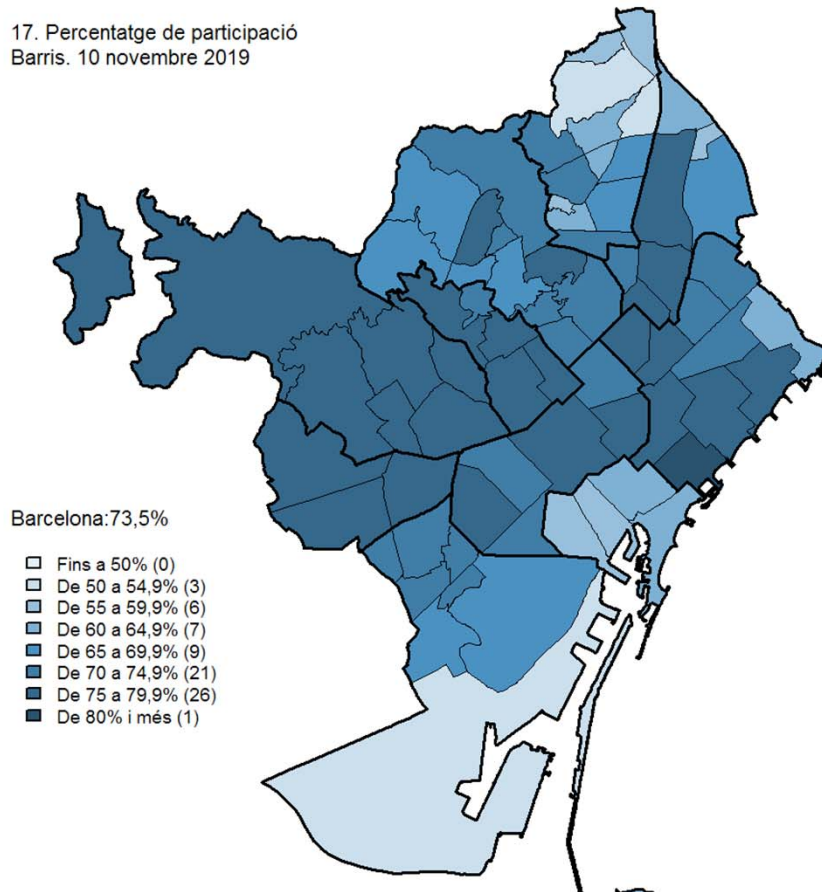 17. Percentatge de participació
Barris. 10 novembre 2019
Barcelona:73,5%
Fins a 50% (0)
De 50 a 54,9% (3)
De 55 a 59,9% (6)
De 60 a 64,9% (7)
De 65 a 69,9% (9)
De 70 a 74,9% (21)
De 75 a 79,9% (26)
De 80% i més (1)